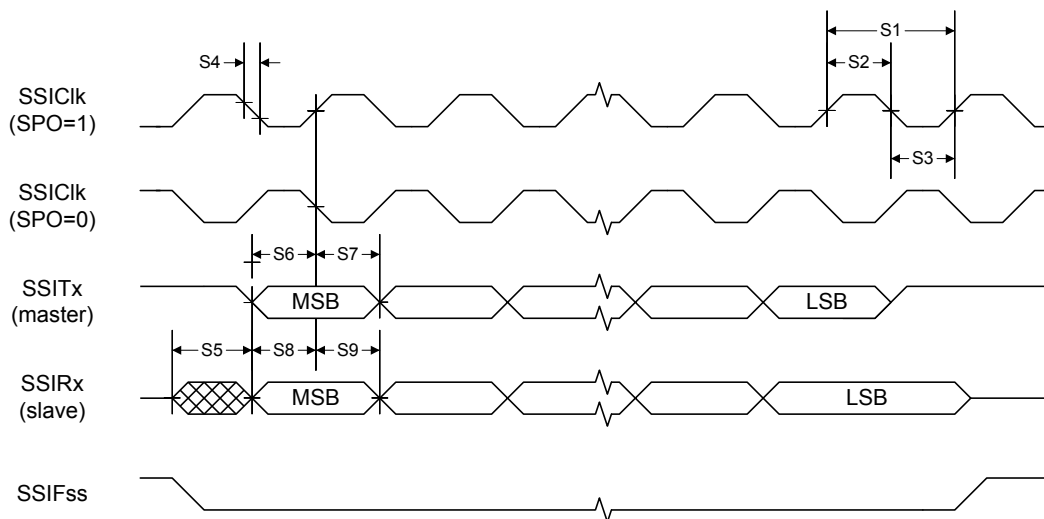 S1
S4
S2
SSIClk
(SPO=1)
S3
SSIClk
(SPO=0)
S6
S7
SSITx
(master)
MSB
LSB
S5
S8
S9
SSIRx
(slave)
MSB
LSB
SSIFss